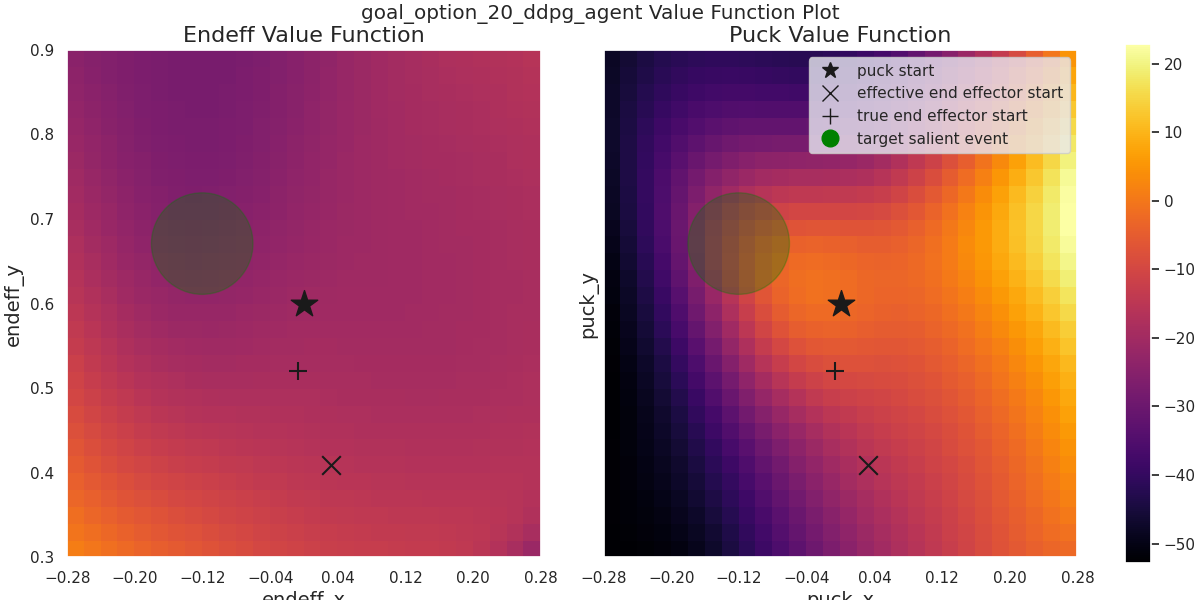 goal_option_20_ddpg_agent Value Function Plot
Endeff Value Function
Puck Value Function
puck start
effective end effector start
true end effector start
target salient event
endeff_y
0.9
0.8
0.7
0.6
0.5
0.4
0.3
−0.28 −0.20 −0.12 −0.04 0.04 0.12 0.20 0.28
endeff_x
puck_y
−0.28 −0.20 −0.12 −0.04 0.04 0.12 0.20 0.28
puck_x
20
10
0
−10
−20
−30
−40
−50